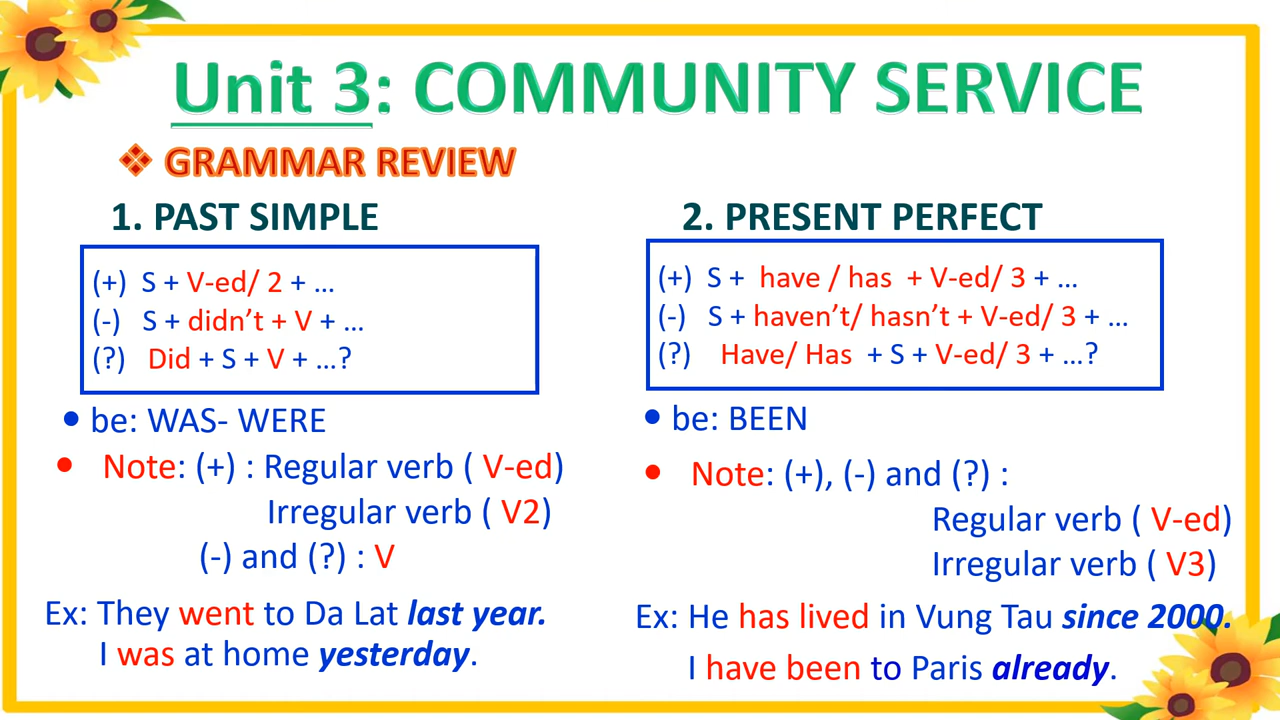 Unit 3: COMMUNITY SERVICE
❖ GRAMMAR REVIEW
1. PAST SIMPLE
(+) S + V-ed/ 2 + ...
(-) S + didn't + V + ...
(?) Did + S + V + ...?
• be: WAS- WERE
• Note: (+) : Regular verb ( V-ed)
Irregular verb ( V2)
(-) and (?) : V
Ex: They went to Da Lat last year.
I was at home yesterday.
2. PRESENT PERFECT
(+) S + have / has + V-ed/ 3 + ...
(-) S + haven't/ hasn't + V-ed/ 3 + ...
(?) Have/ Has + S + V-ed/ 3 + ...?
• be: BEEN
• Note: (+), (-) and (?) :
Regular verb ( V-ed)
Irregular verb ( V3)
Ex: He has lived in Vung Tau since 2000.
I have been to Paris already.